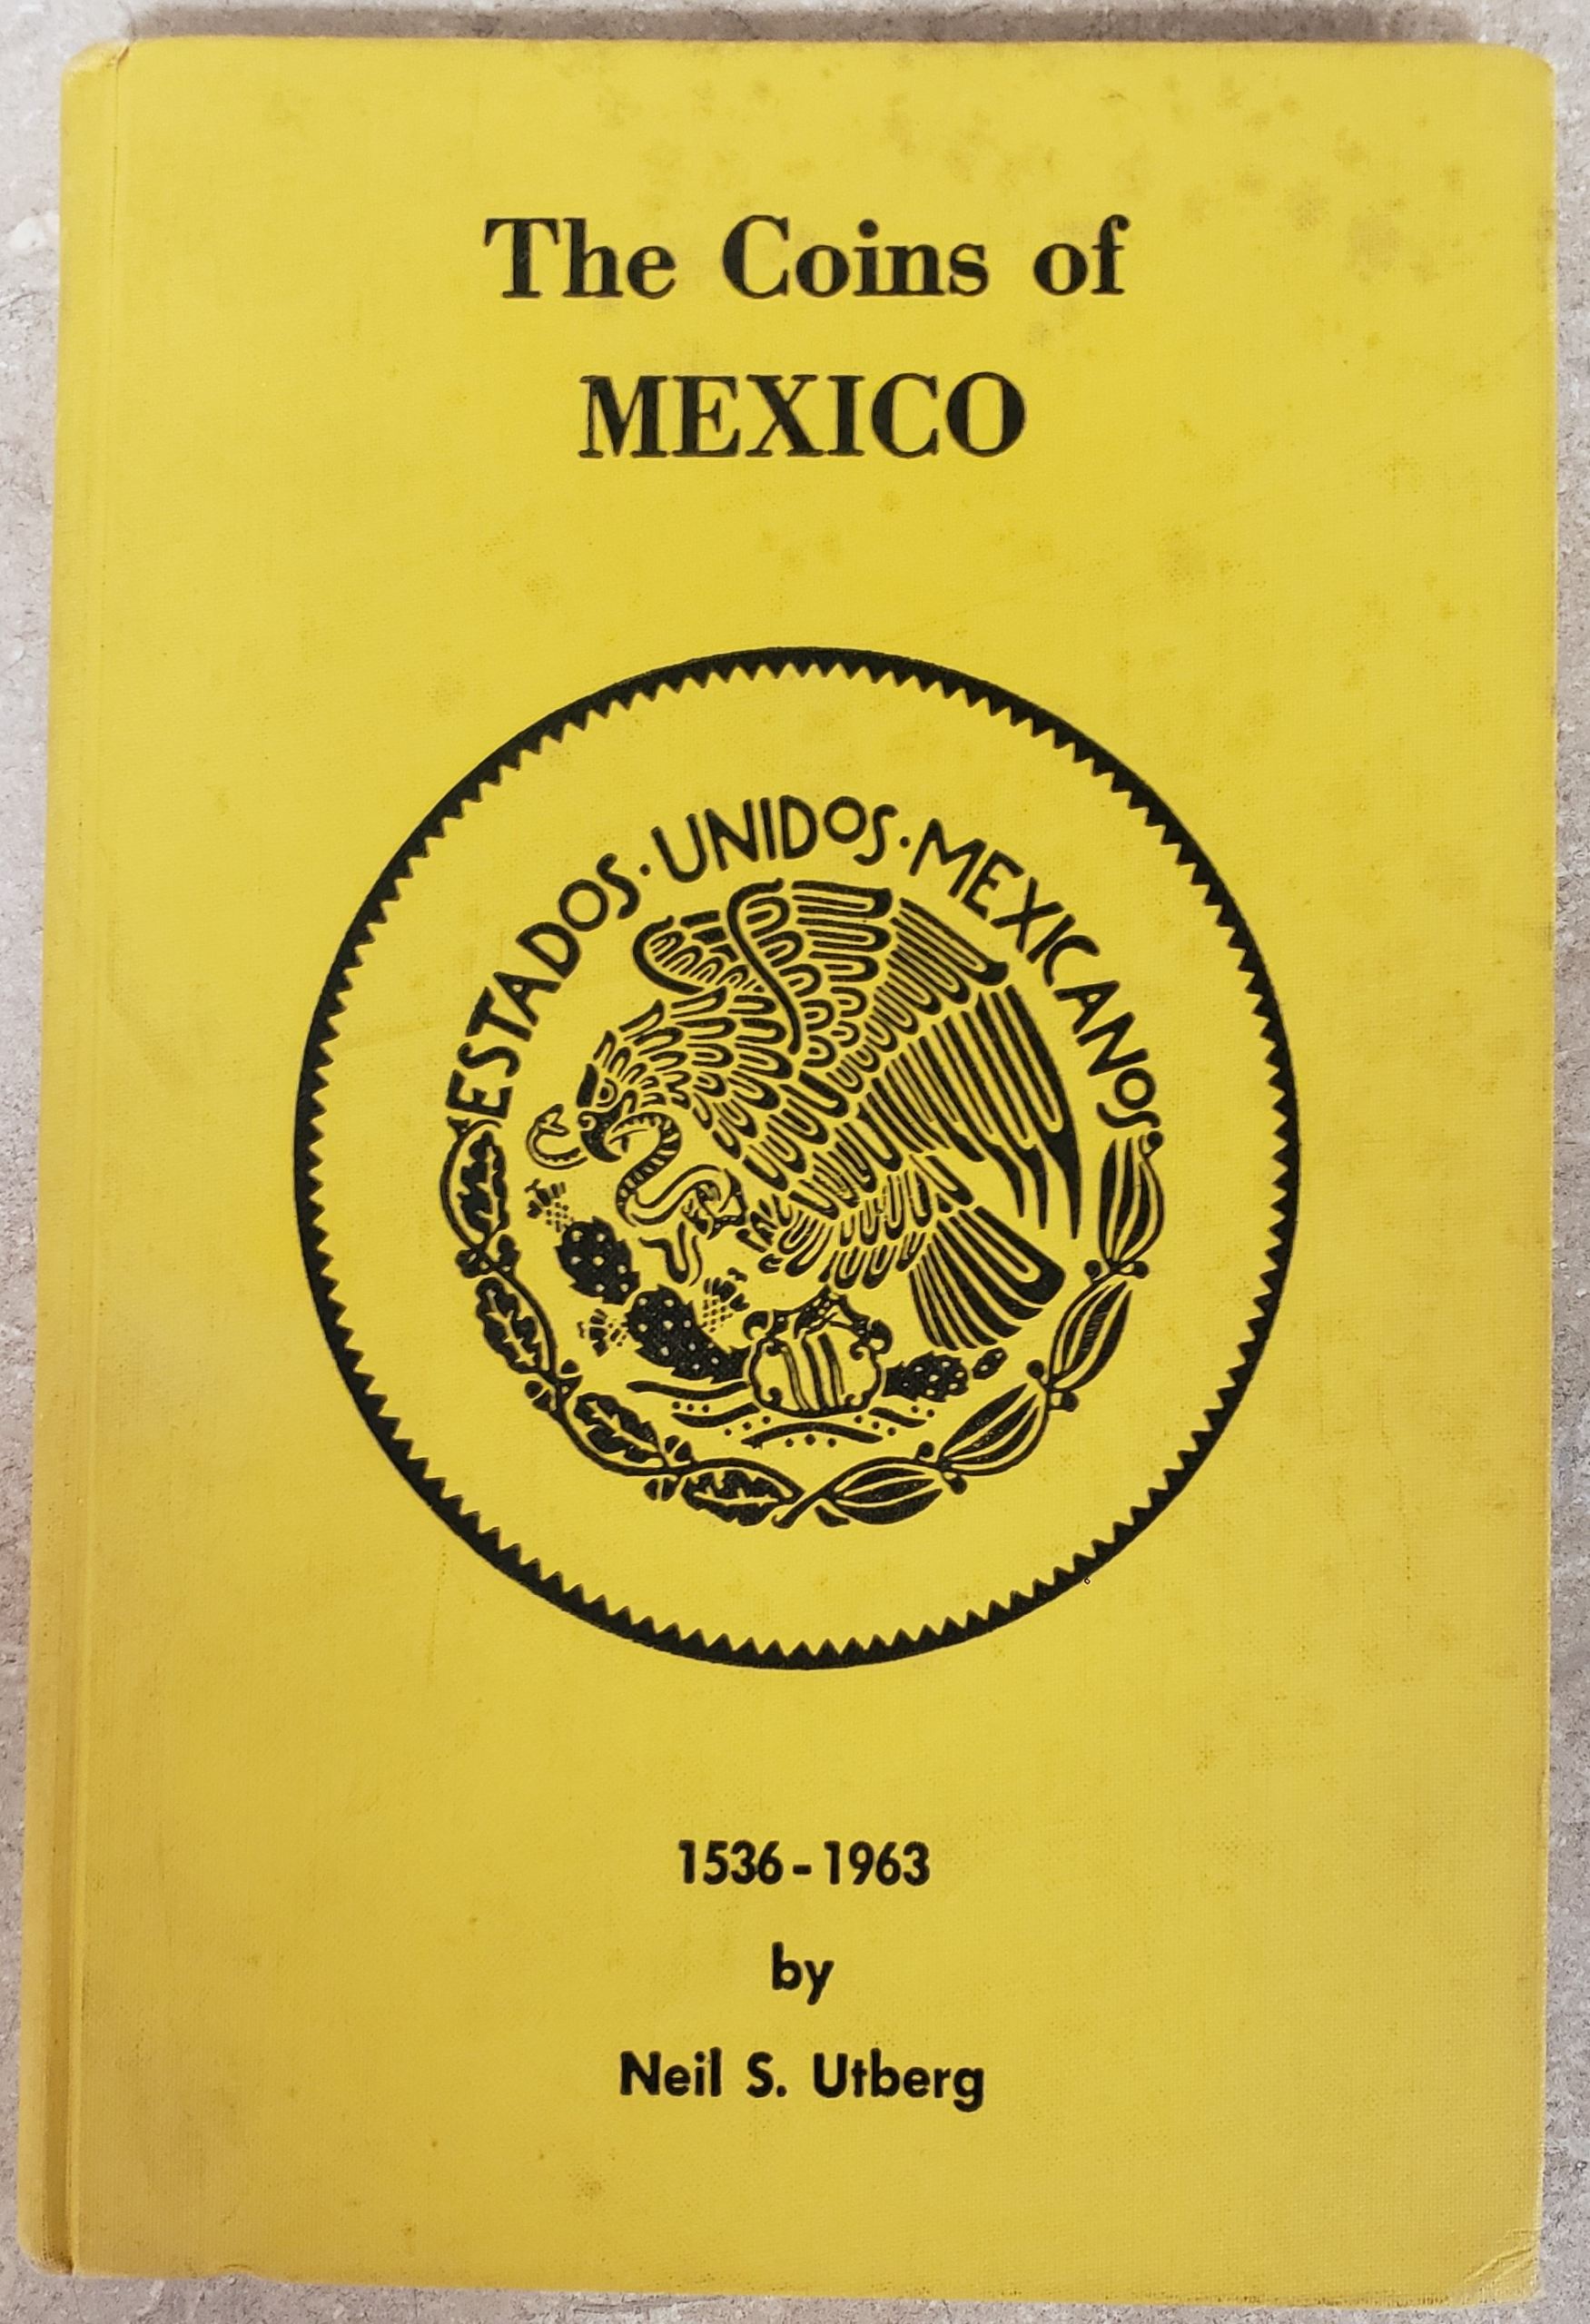 The Coins of
MEXICO
ESTADOS·UNIDOS·MEXICANOS
1536-1963
by
Neil S. Utberg